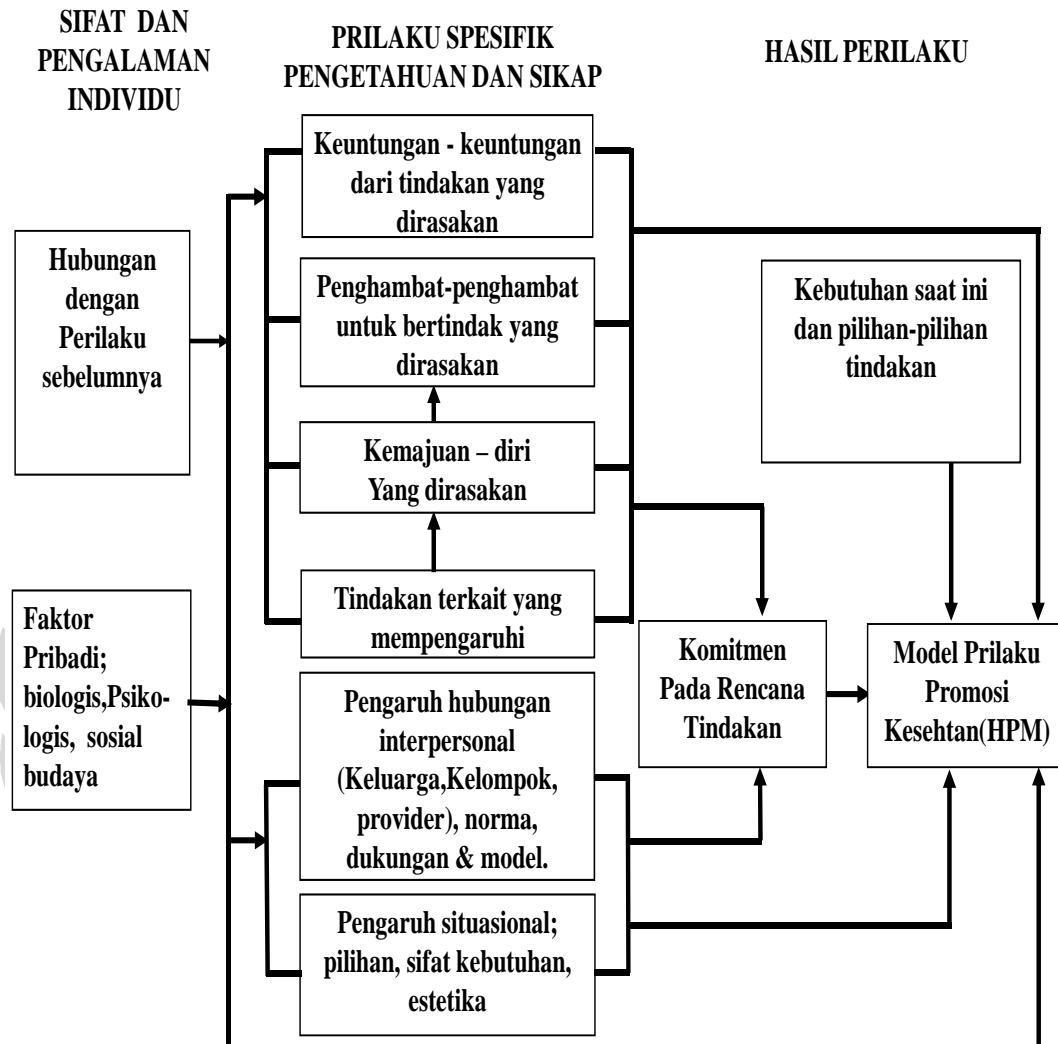 SIFAT DAN
PENGALAMAN
INDIVIDU
PRILAKU SPESIFIK
PENGETAHUAN DAN SIKAP
HASIL PERILAKU
Hubungan
dengan
Perilaku
sebelumnya
Faktor
Pribadi;
biologis,Psiko-
logis, sosial
budaya
Keuntungan - keuntungan
dari tindakan yang
dirasakan
Penghambat-penghambat
untuk bertindak yang
dirasakan
Kemajuan – diri
Yang dirasakan
Tindakan terkait yang
mempengaruhi
Pengaruh hubungan
interpersonal
(Keluarga,Kelompok,
provider), norma,
dukungan & model.
Pengaruh situasional;
pilihan, sifat kebutuhan,
estetika
Kebutuhan saat ini
dan pilihan-pilihan
tindakan
Komitmen
Pada Rencana
Tindakan
Model Prilaku
Promosi
Kesehtan(HPM)